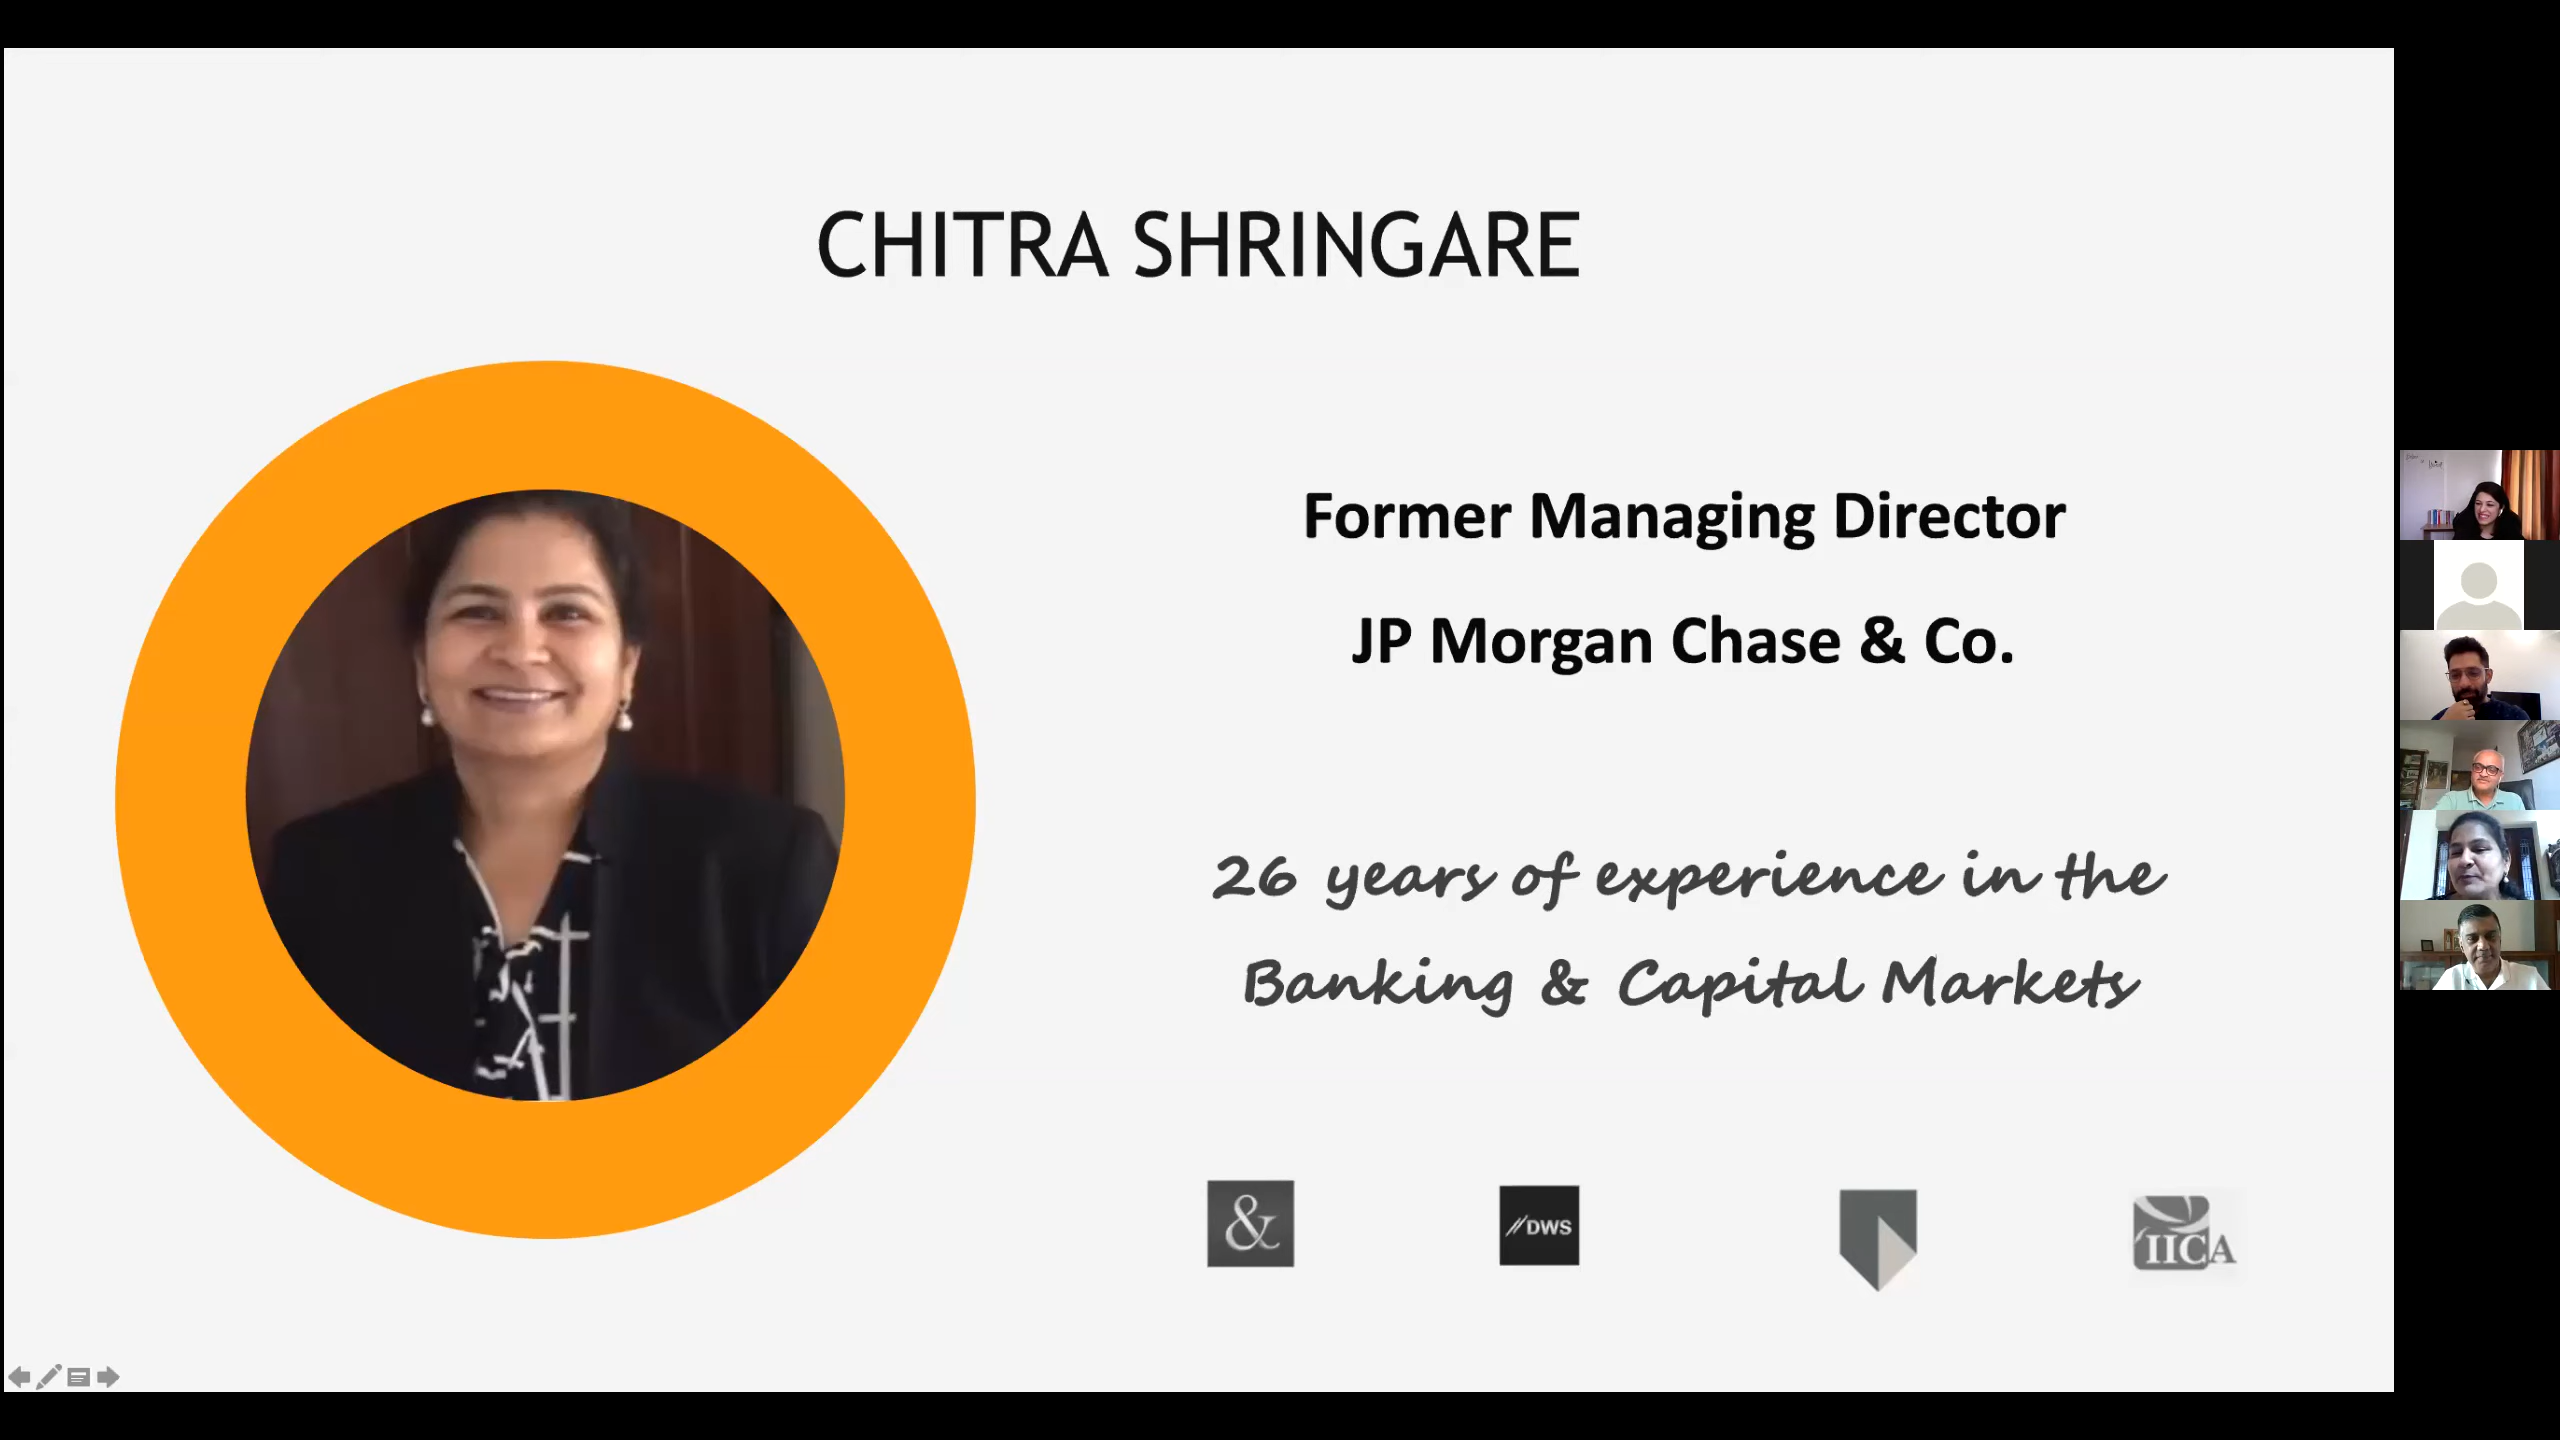 CHITRA SHRINGARE
Former Managing Director
JP Morgan Chase & Co.
26 years of experience in the
Banking & Capital Markets
&
DWS
IICA